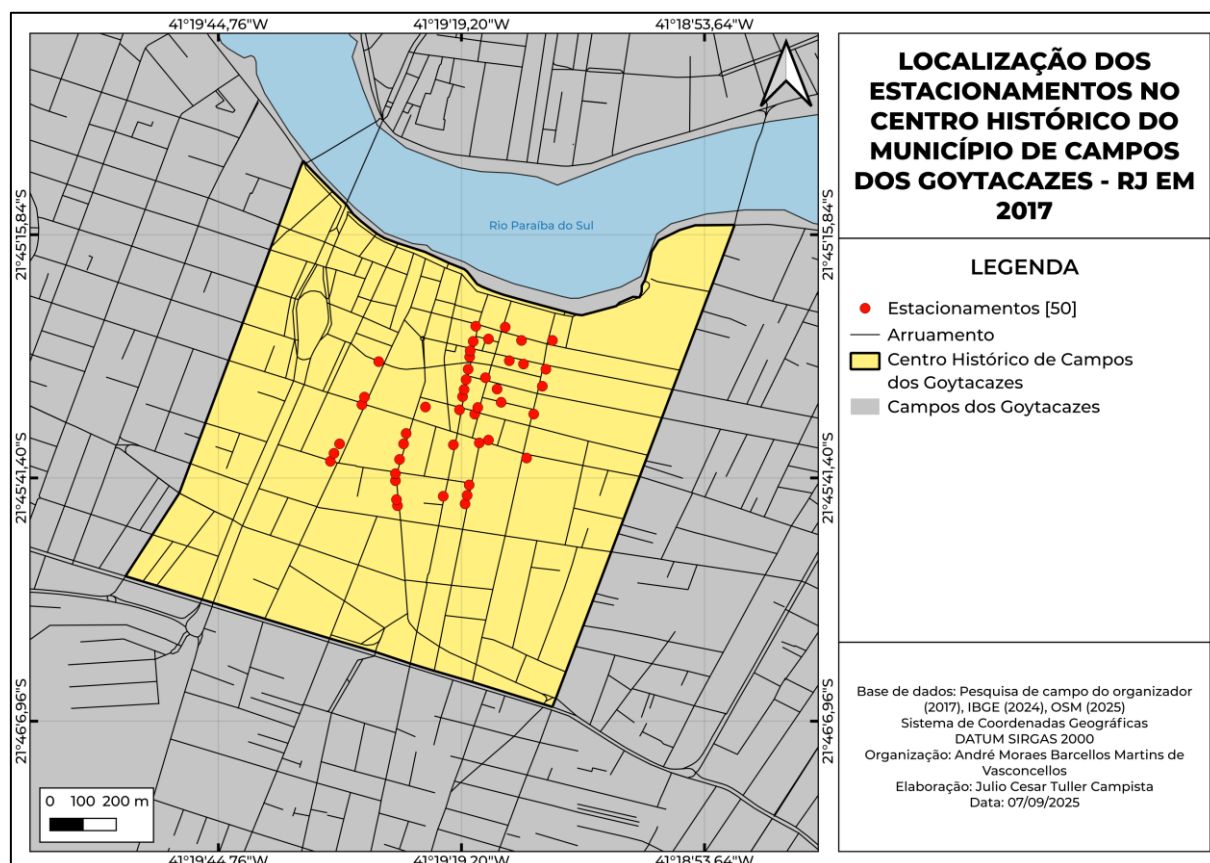 41°19'44,76"W 41°19'19,20"W 41°18'53,64"W
21°45'15,84"S
21°45'41,40"S
21°46'6,96"S
Rio Paraíba do Sul
0 100 200 m
21°45'15,84"S
21°45'41,40"S
21°46'6,96"S
41°19'44,76"W 41°19'19,20"W 41°18'53,64"W
LOCALIZAÇÃO DOS
ESTACIONAMENTOS NO
CENTRO HISTÓRICO DO
MUNICÍPIO DE CAMPOS
DOS GOYTACAZES - RJ EM
2017
LEGENDA
Estacionamentos [50]
Arruamento
Centro Histórico de Campos
dos Goytacazes
Campos dos Goytacazes
Base de dados: Pesquisa de campo do organizador
(2017), IBGE (2024), OSM (2025)
Sistema de Coordenadas Geográficas
DATUM SIRGAS 2000
Organização: André Moraes Barcellos Martins de
Vasconcellos
Elaboração: Julio Cesar Tuller Campista
Data: 07/09/2025